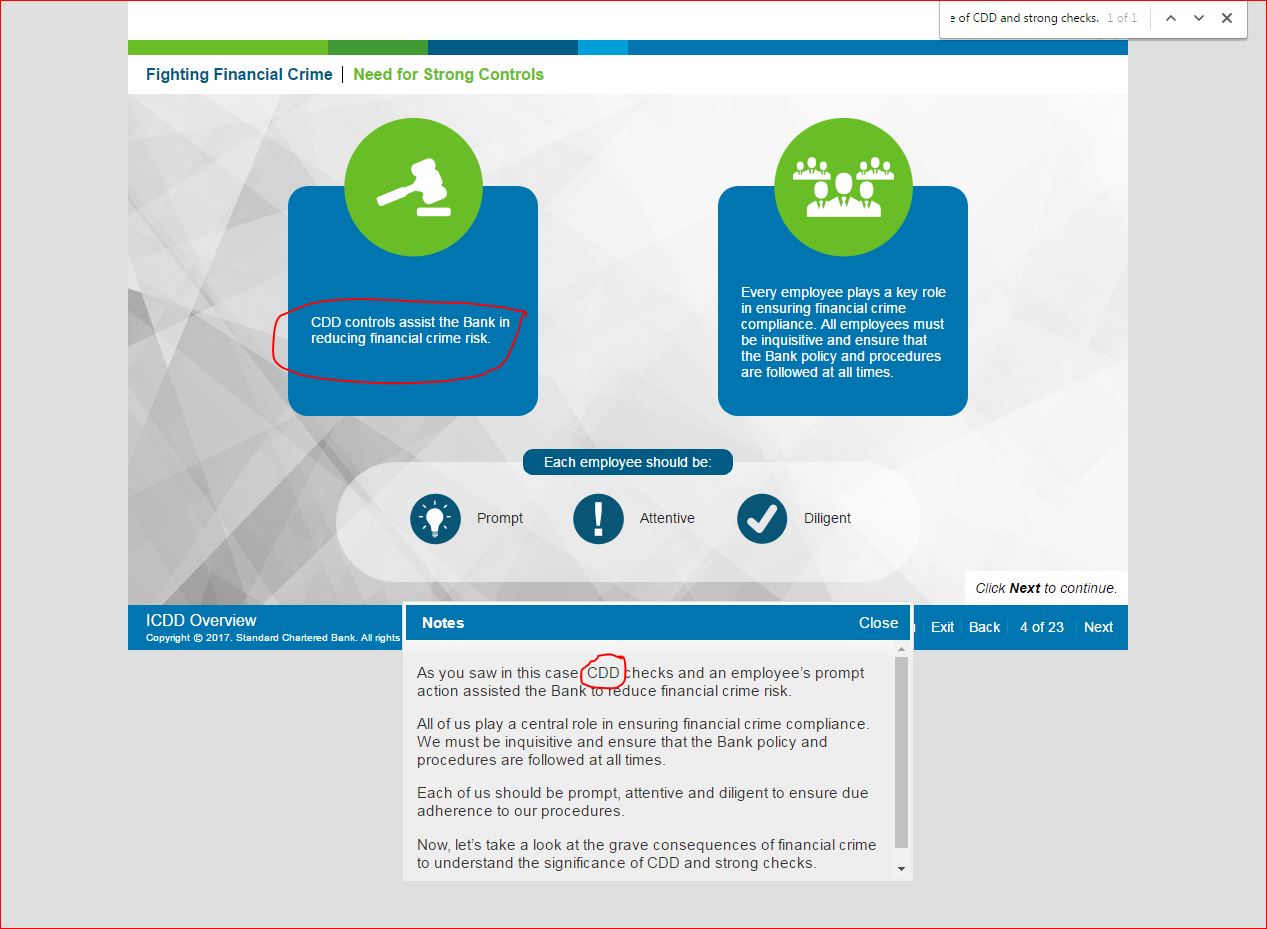 e of CDD and strong checks. 1 of 1
Fighting Financial Crime | Need for Strong Controls
CDD controls assist the Bank in
reducing financial crime risk.
Every employee plays a key role
in ensuring financial crime
compliance. All employees must
be inquisitive and ensure that
the Bank policy and procedures
are followed at all times.
Each employee should be:
Prompt
Attentive
Diligent
Click Next to continue.
ICDD Overview
Copyright © 2017. Standard Chartered Bank. All rights
Exit Back 4 of 23 Next
Notes Close
As you saw in this case CDD checks and an employee’s prompt
action assisted the Bank to reduce financial crime risk.
All of us play a central role in ensuring financial crime compliance.
We must be inquisitive and ensure that the Bank policy and
procedures are followed at all times.
Each of us should be prompt, attentive and diligent to ensure due
adherence to our procedures.
Now, let’s take a look at the grave consequences of financial crime
to understand the significance of CDD and strong checks.